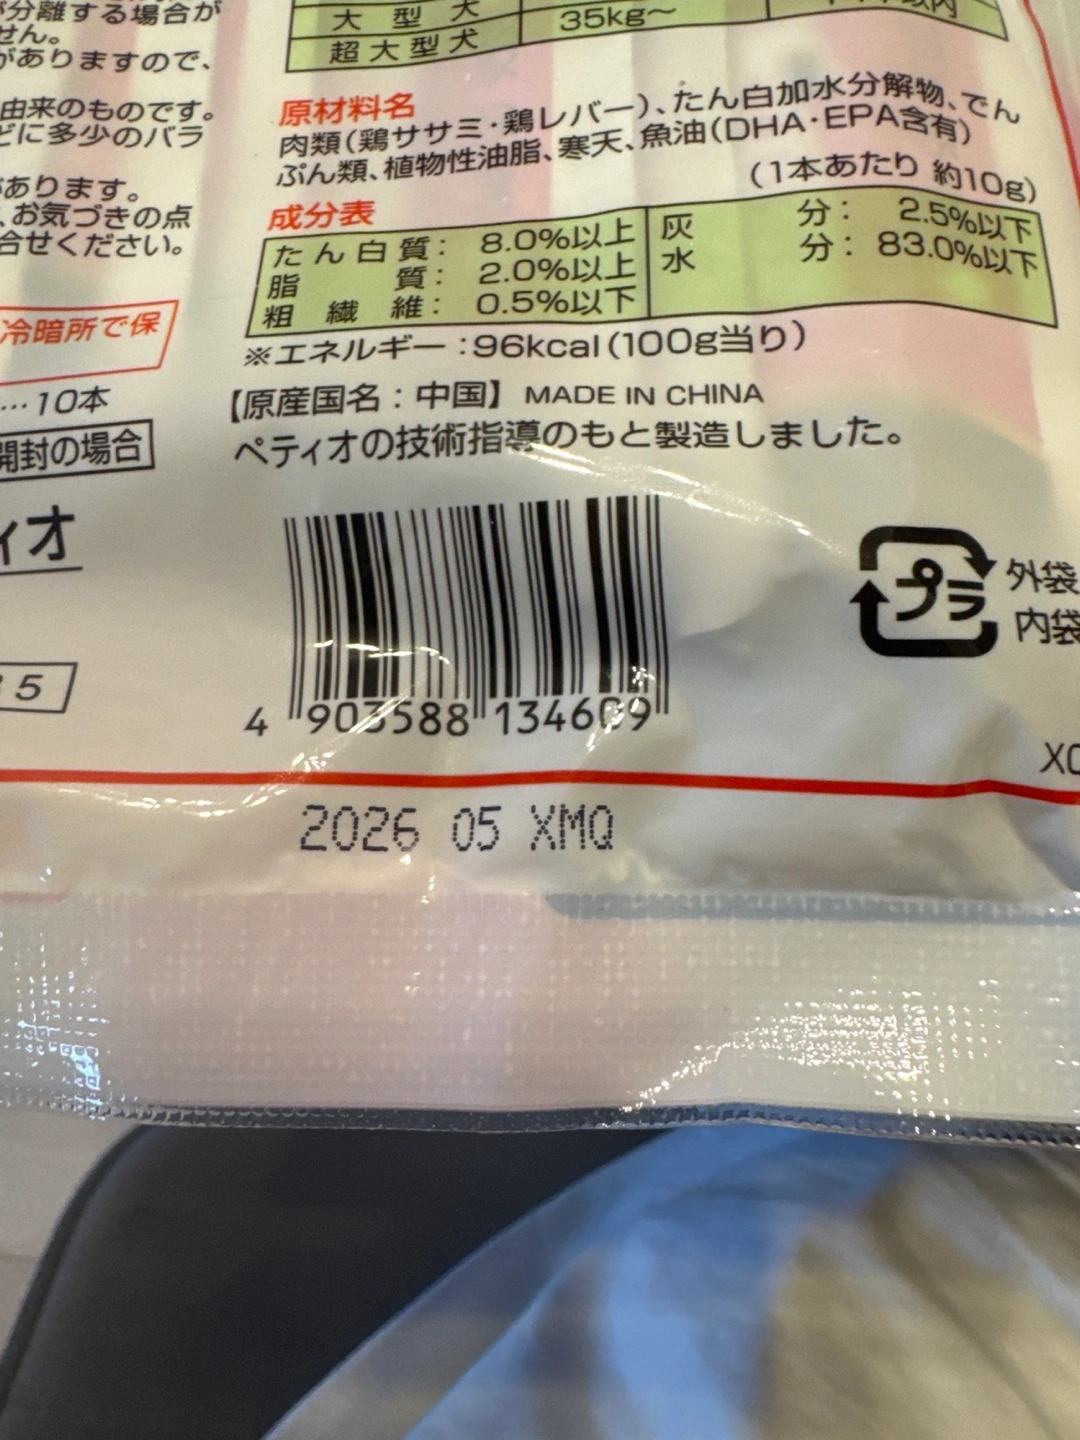 分離する場合が
せん。
がありますので、
由来のものです。
どに多少のバラ
があります。
、お気づきの点
合せください。
冷暗所で保
…10本
開封の場合
ィオ
5
大型犬
超大型犬
35kg〜
以内
原材料名
肉類(鶏ササミ・鶏レバー)、たん白加水分解物、でん
ぷん類、植物性油脂、寒天、魚油(DHA・EPA含有)
(1本あたり 約10g)
成分表
たん白質: 8.0%以上 灰分: 2.5%以下
脂質: 2.0%以上 水分: 83.0%以下
粗繊維: 0.5%以下
※エネルギー:96kcal(100g当り)
【原産国名:中国】 MADE IN CHINA
ペティオの技術指導のもと製造しました。
4 903588 134609
プラ
外袋
内袋
XC
2026 05 XMQ